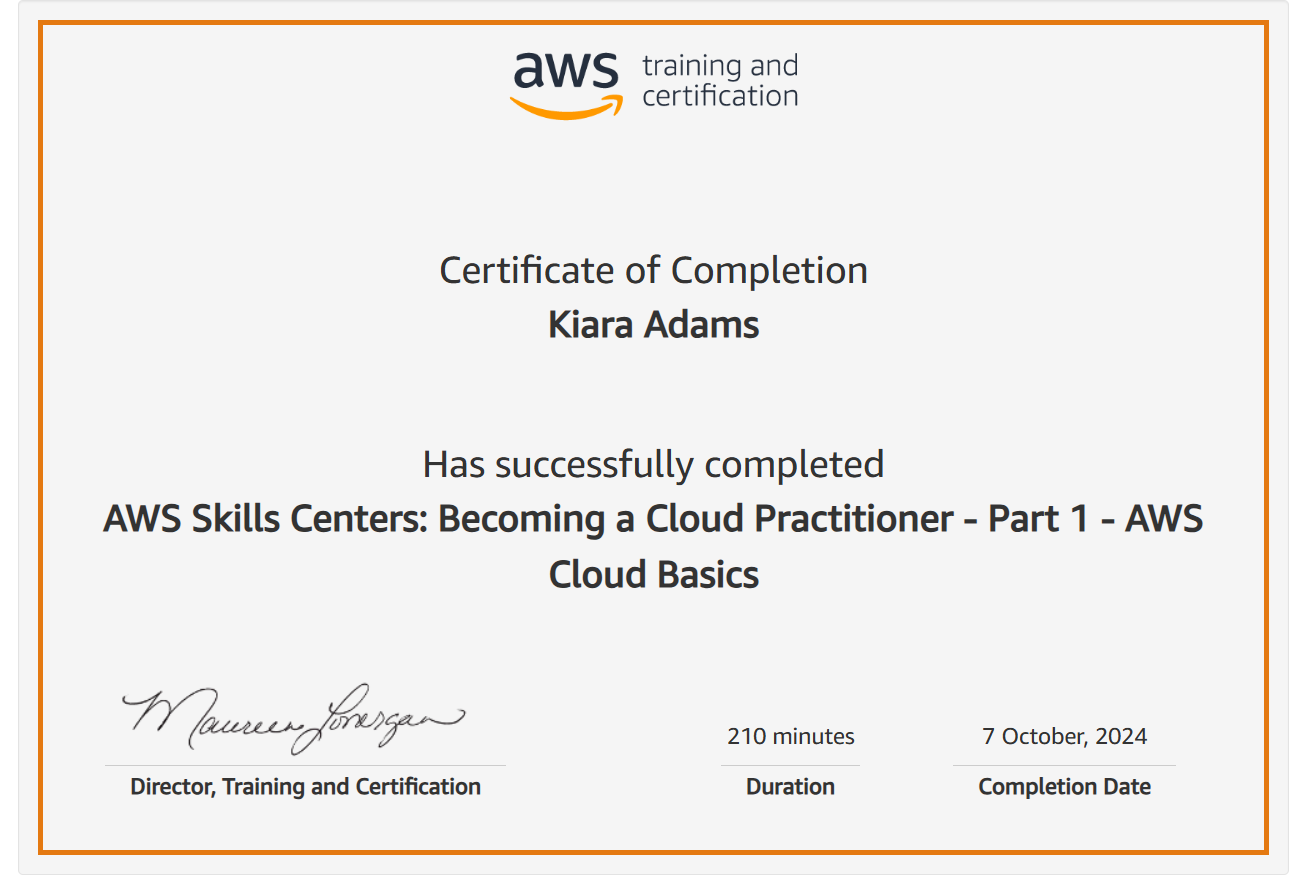 aws training and
certification
Certificate of Completion
Kiara Adams
Has successfully completed
AWS Skills Centers: Becoming a Cloud Practitioner - Part 1 - AWS
Cloud Basics
Maureen Lonergan
210 minutes
7 October, 2024
Director, Training and Certification
Duration
Completion Date